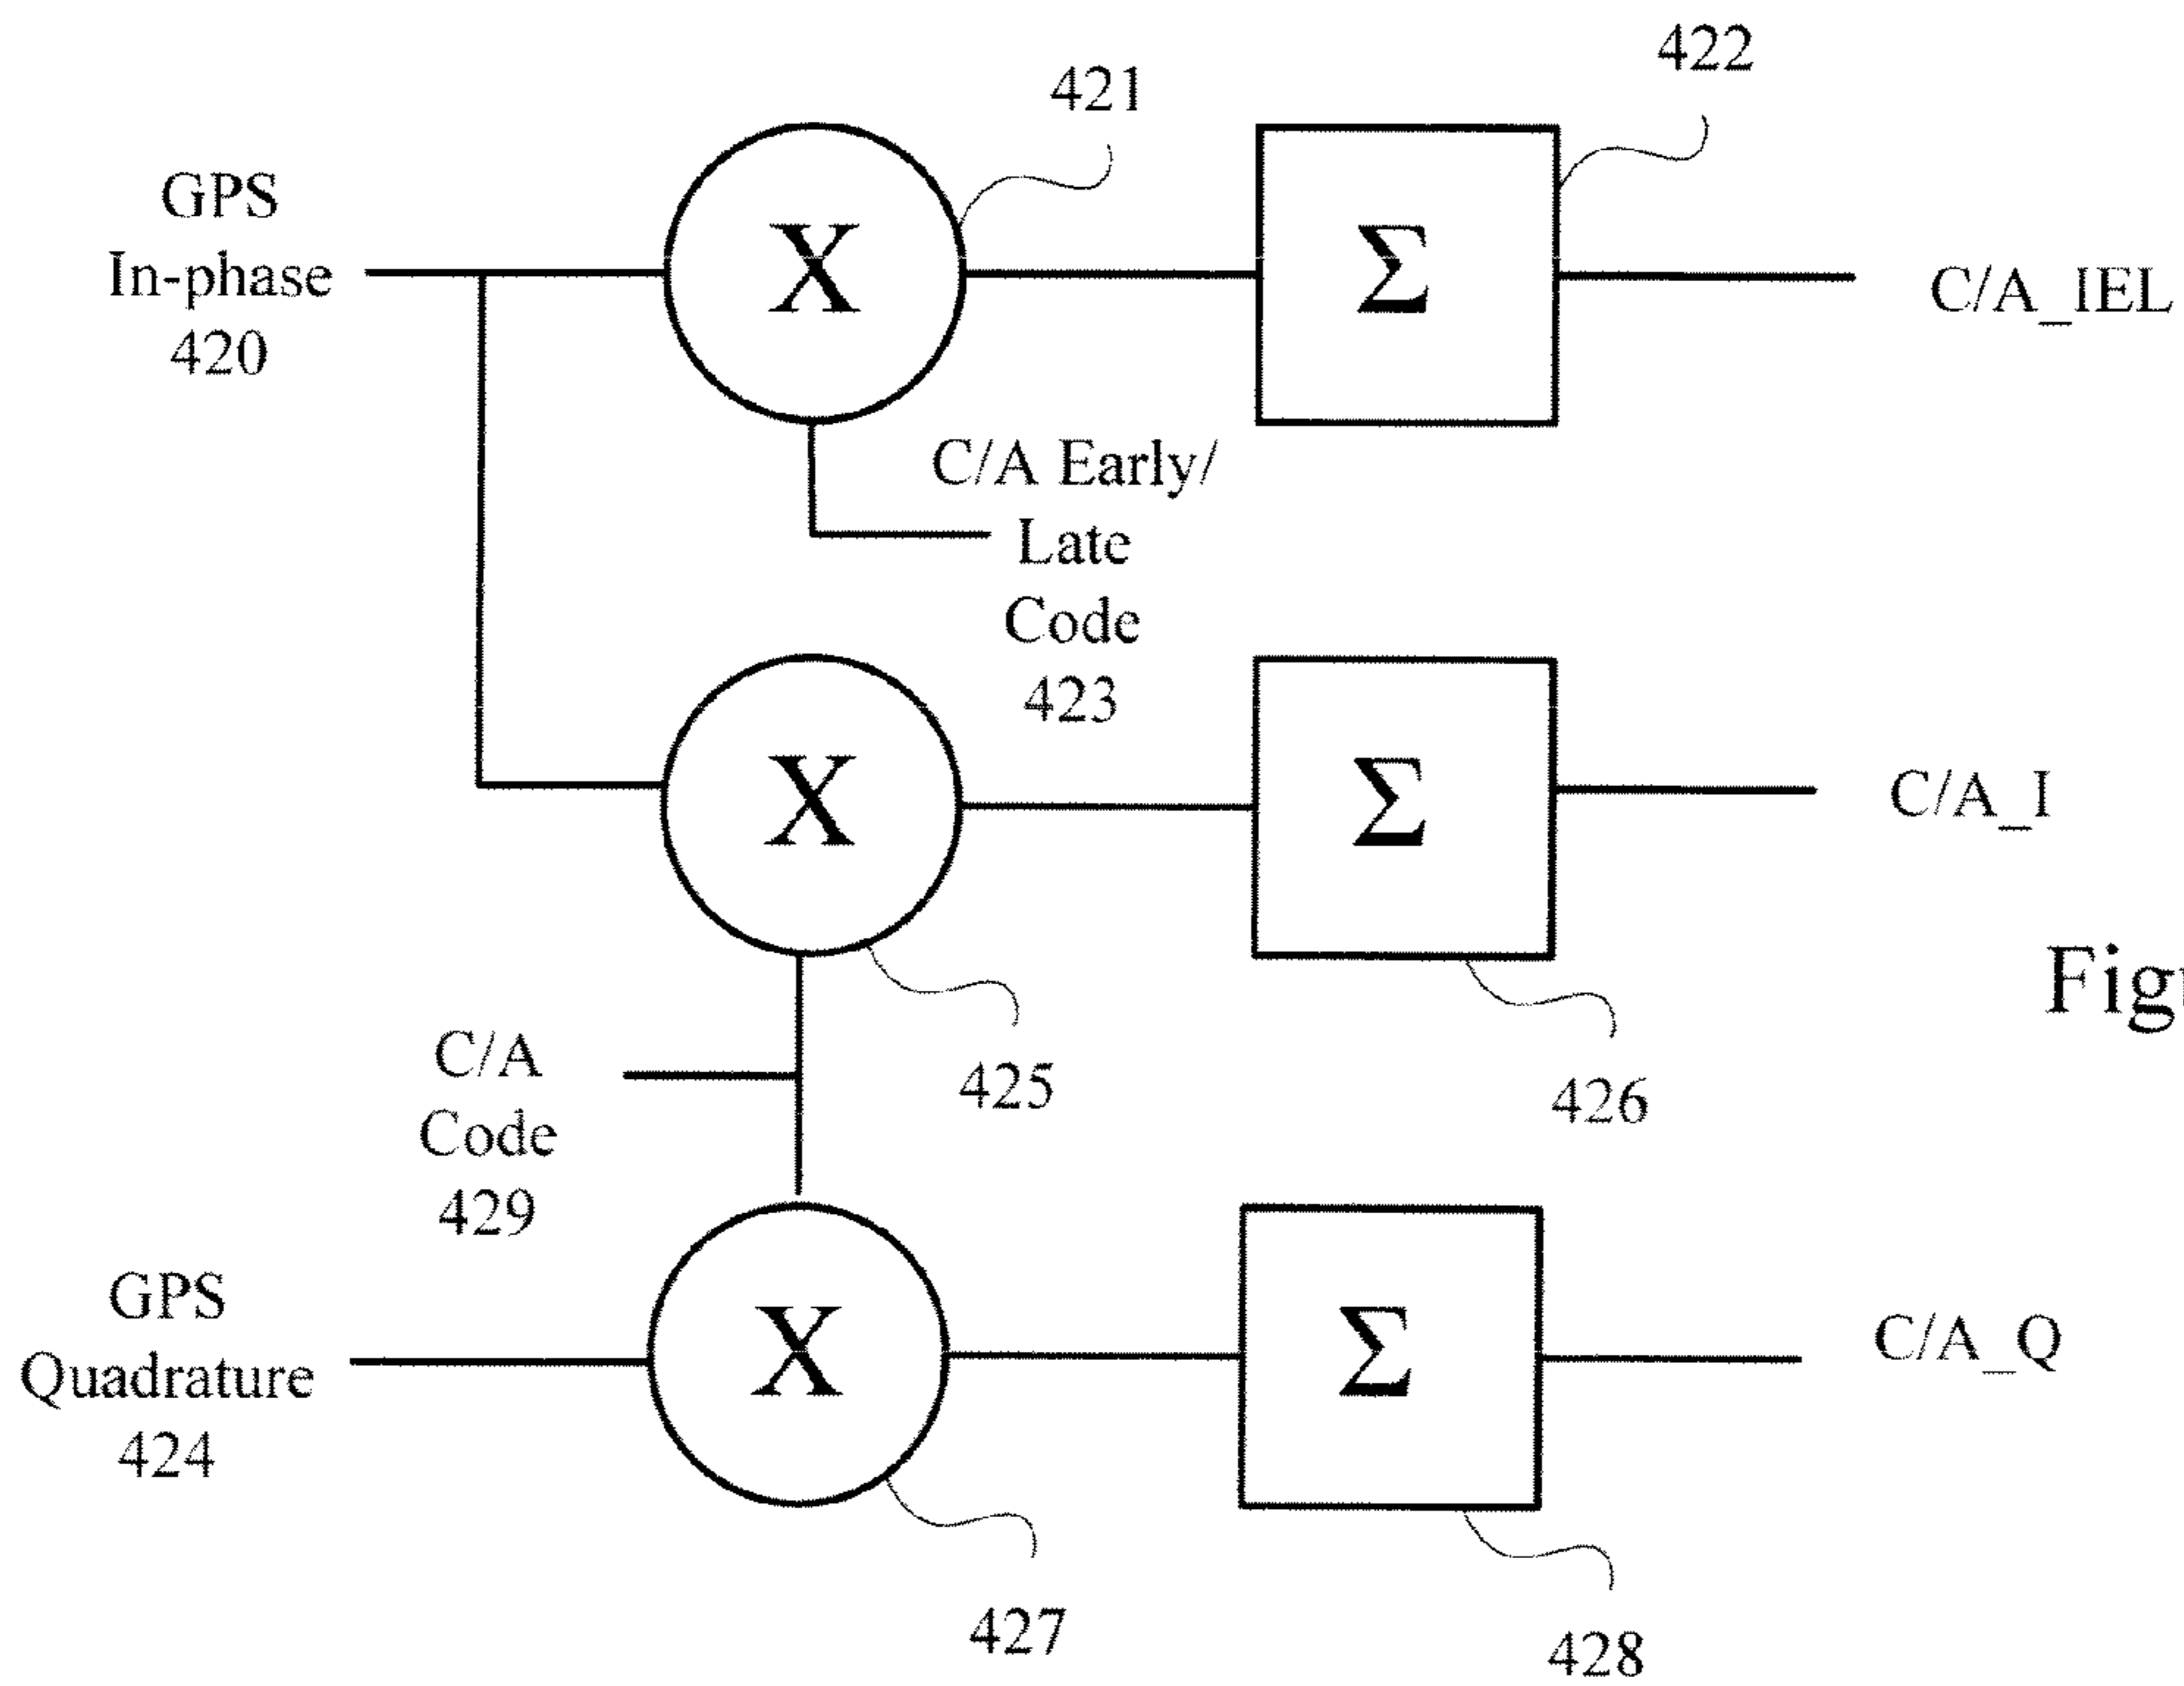 422
421
GPS
In-phase
420
X
Σ
C/A_IEL
C/A Early/
Late
Code
423
X
Σ
C/A_I
C/A
Code
429
425
426
GPS
Quadrature
424
X
Σ
C/A_Q
427
428